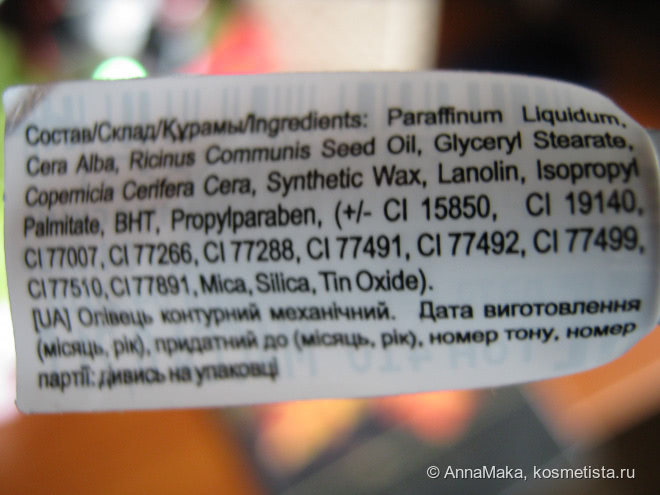 Состав/Склад/Құрамы/Ingredients: Paraffinum Liquidum,
Cera Alba, Ricinus Communis Seed Oil, Glyceryl Stearate,
Copernicia Cerifera Cera, Synthetic Wax, Lanolin, Isopropyl
Palmitate, BHT, Propylparaben, (+/- CI 15850, CI 19140,
CI 77007, CI 77266, CI 77288, CI 77491, CI 77492, CI 77499,
CI 77510, CI 77891, Mica, Silica, Tin Oxide).
[UA] Олівець контурний механічний. Дата виготовлення
(місяць, рік), придатний до (місяць, рік), номер тону, номер
партії: дивись на упаковці
© AnnaMaka, kosmetista.ru